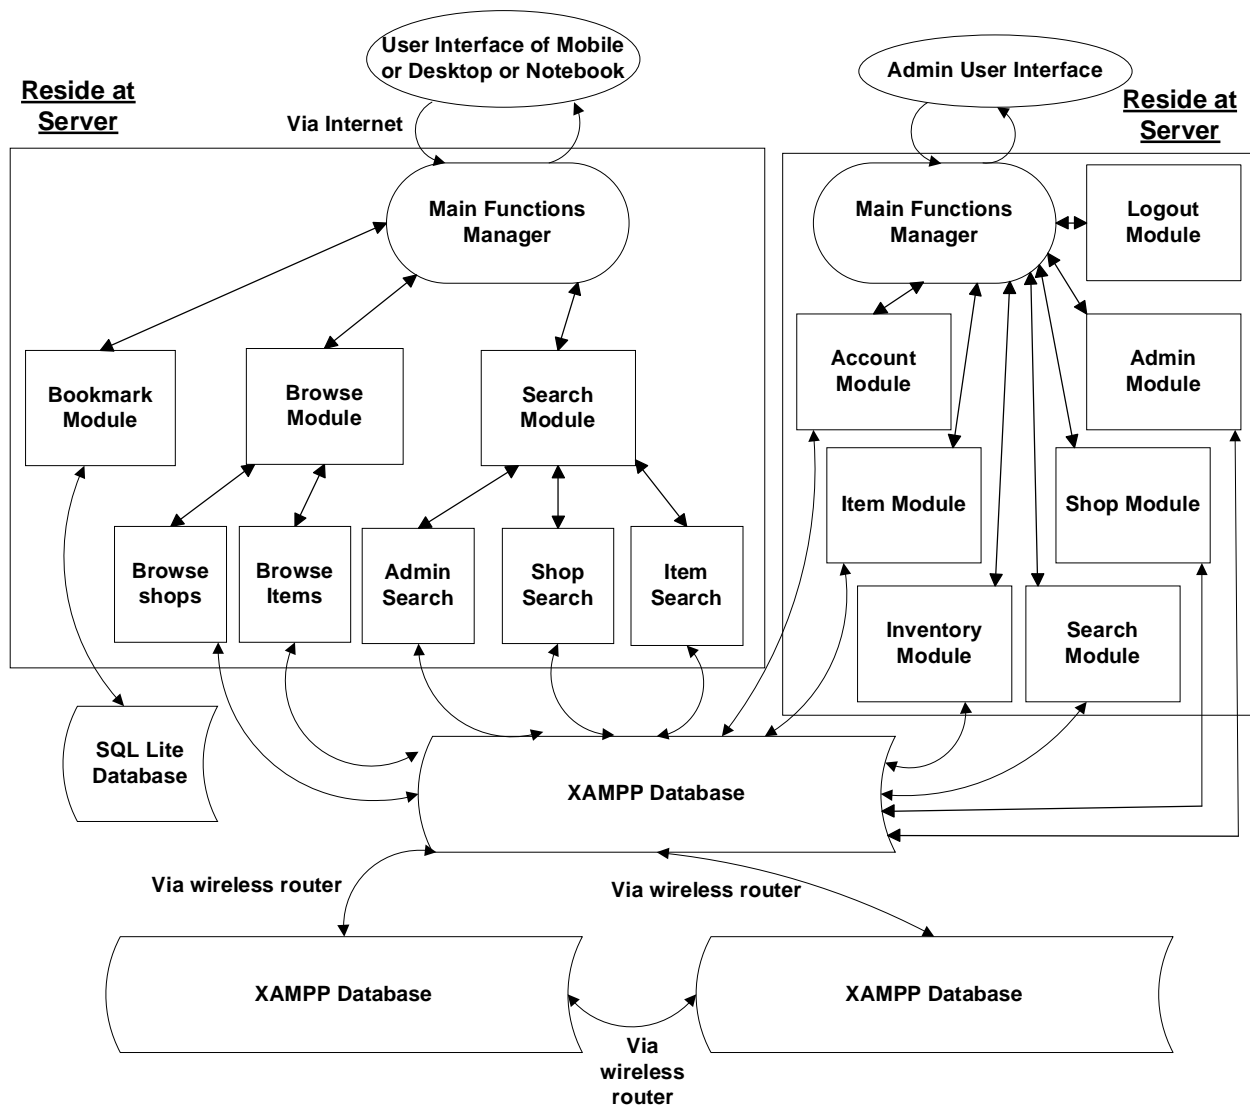 User Interface of Mobile
or Desktop or Notebook
Admin User Interface
Reside at
Server
Reside at
Server
Via Internet
Main Functions
Manager
Main Functions
Manager
Logout
Module
Bookmark
Module
Browse
Module
Search
Module
Account
Module
Admin
Module
Item Module
Shop Module
Browse
shops
Browse
Items
Admin
Search
Shop
Search
Item
Search
Inventory
Module
Search
Module
SQL Lite
Database
XAMPP Database
Via wireless router
Via wireless router
XAMPP Database
XAMPP Database
Via
wireless
router